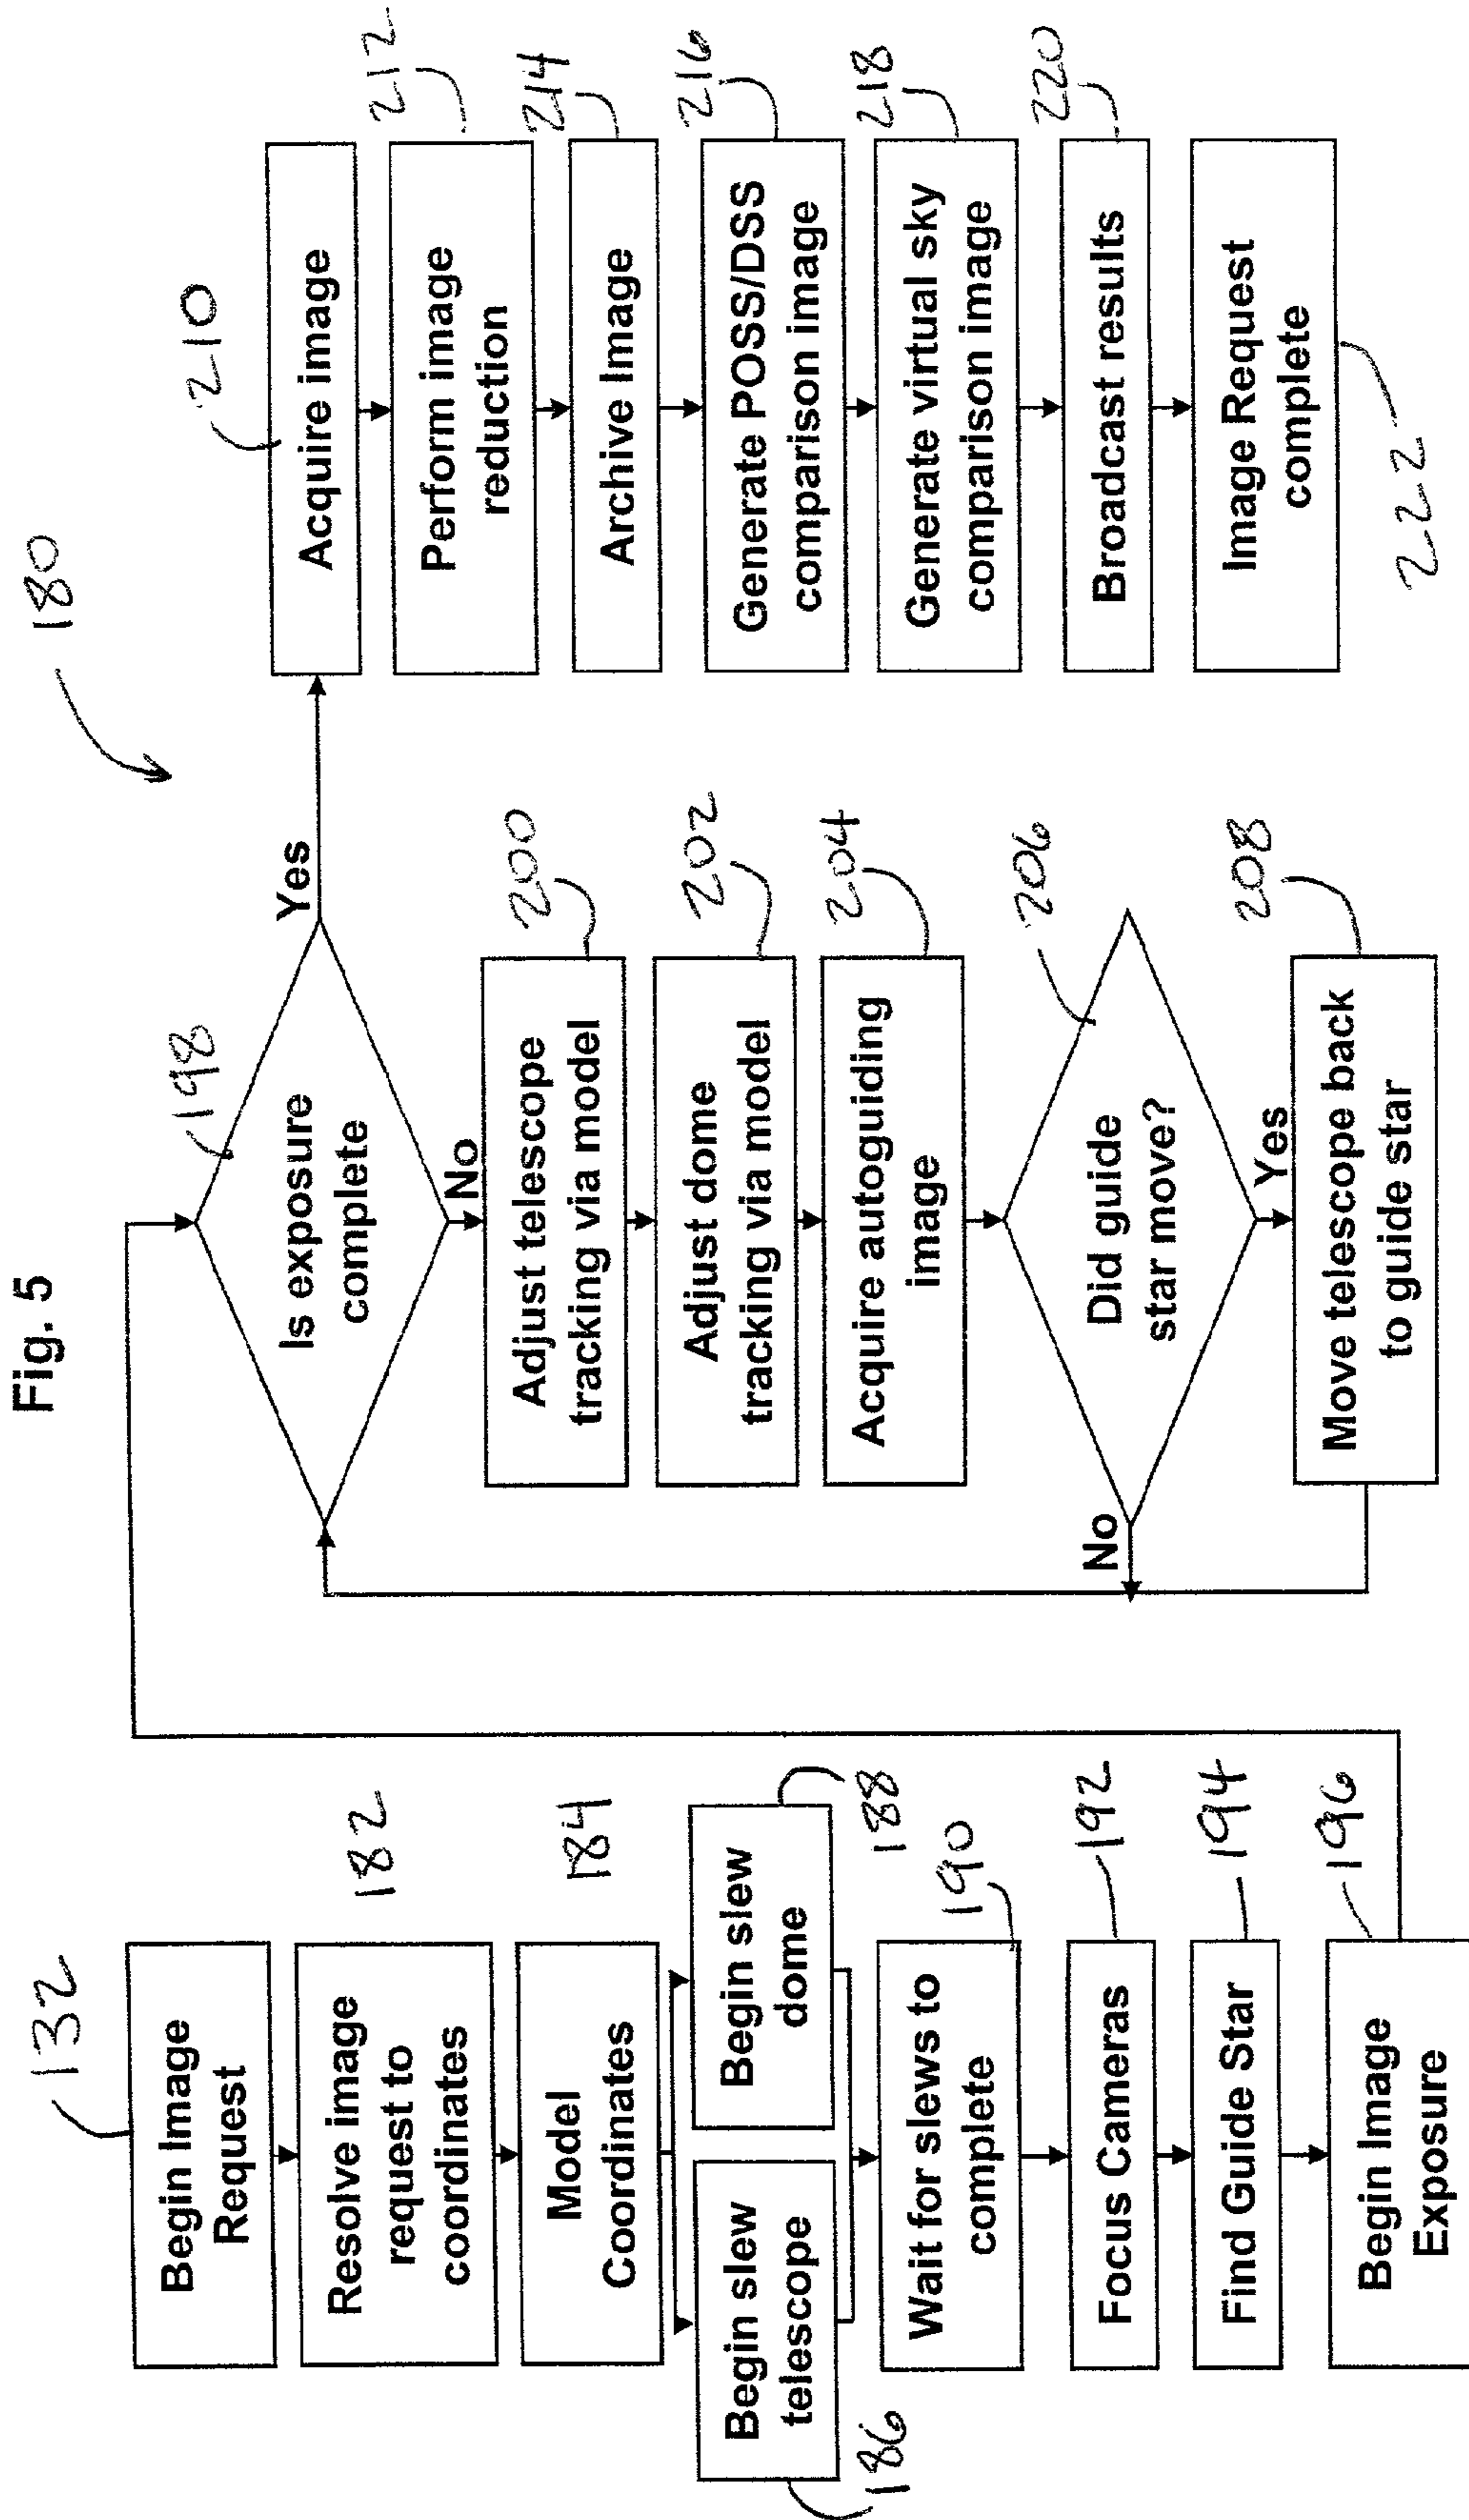 Fig. 5
180
132
Begin Image
Request
182
Resolve image
request to
coordinates
184
Model
Coordinates
186
Begin slew
telescope
188
Begin slew
dome
190
Wait for slews to
complete
192
Focus Cameras
194
Find Guide Star
196
Begin Image
Exposure
198
Is exposure
complete
Yes
No
200
Adjust telescope
tracking via model
202
Adjust dome
tracking via model
204
Acquire autoguiding
image
206
Did guide
star move?
No
Yes
208
Move telescope back
to guide star
210
Acquire image
212
Perform image
reduction
214
Archive Image
216
Generate POSS/DSS
comparison image
218
Generate virtual sky
comparison image
220
Broadcast results
Image Request
complete
222